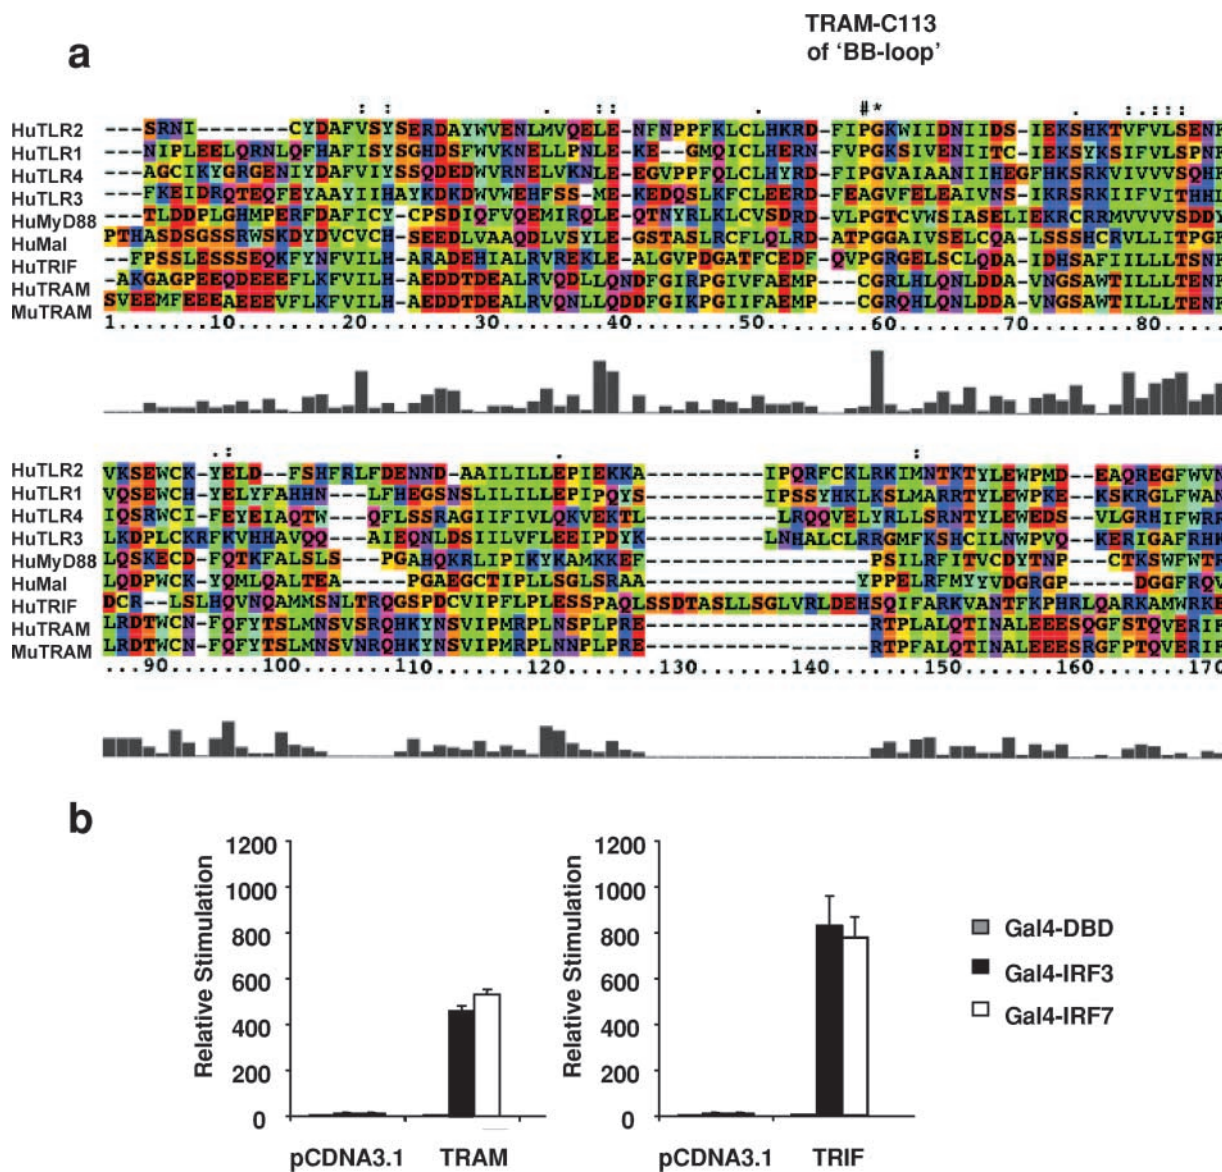 a
TRAM-C113
of 'BB-loop'
: : . : : . #* . : . : : :
HuTLR2 ---SRNI-------CYDAFVSYSERDAYWVENLMVQELE-NFNPPFKLCLHKRD-FIPGKWIIDNIIDS-IEKSHKTVFVLSENF
HuTLR1 ---NIPLEELQRNLQFHAFISYSGHDSFWVKNELLPNLE-KE--GMQICLHERN-FVPGKSIVENIITC-IEKSYKSIFVLSPNF
HuTLR4 ---AGCIKYGRGENIYDAFVIYSSQDEDWVRNELVKNLE-EGVPPFQLCLHYRD-FIPGVAIAANIIHEGFHKSRKVIVVVSQHF
HuTLR3 ---FKEIDRQTEQFEYAAYIIHAYKDKDWVWEHFSS-ME-KEDQSLKFCLEERD-FEAGVFELEAIVNS-IKRSRKIIFVITHHL
HuMyD88 ---TLDDPLGHMPERFDAFICY-CPSDIQFVQEMIRQLE-QTNYRLKLCVSDRD-VLPGTCVWSIASELIEKRCRRMVVVVSDDY
HuMal PTHASDSGSSRWSKDYDVCVCH-SEEDLVAAQDLVSYLE-GSTASLRCFLQLRD-ATPGGAIVSELCQA-LSSSHCRVLLITPGF
HuTRIF --FPSSLESSSEQKFYNFVILH-ARADEHIALRVREKLE-ALGVPDGATFCEDF-QVPGRGELSCLQDA-IDHSAFIILLLTSNF
HuTRAM -AKGAGPEEQDEEEFLKFVILH-AEDDTDEALRVQDLLQNDFGIKPGIIFAEMP---CGRLHLQNLDDA-VNGSAWTILLLTENF
MuTRAM SVEEMFEEEAEEEVFLKFVILH-AEDDTDEALRVQNLLQDDFGIRPGIIFAEMP---CGRQHLQNLDDA-VNGSAWTILLLTENF
1........10........20........30........40........50........60........70........80.....
. : . :
HuTLR2 VKSEWCK-YELD--FSHFRLFDENND-AAILILLEPIEKKA---------IPQRFCKLRKIMNTKTYLEWPMD--EAQREGFWVN
HuTLR1 VQSEWCH-YELYFAHHN---LFHEGSNSLILILLEPIPQYS---------IPSSYHKLKSLMARRTYLEWPKE--KSKRGLFWAN
HuTLR4 IQSRWCI-FEYEIAQTW---QFLSSRAGIIFIVLQKVEKTL---------LRQQVELYRLLSRNTYLEWEDS--VLGRHIFWRR
HuTLR3 LKDPLCKRFKVHHAVQQ---AIEQNLDSIILVFLEEIPDYK---------LNHALCLRRGMFKSHCILNWPVQ--KERIGAFRHK
HuMyD88 LQSKECD-FQTKFALSLS---PGAHQKRLIPIKYKAMKKEF-----------------PSILRFITVCDYTNP---CTKSWFWTR
HuMal LQDPWCK-YQMLQALTEA-----PGAEGCTIPLLSGLSRAA----------------YPPELRFMYYVDGRGP-----DGGFRQV
HuTRIF DCR--LSLHQVNQAMMSNLTRQGSPDCVIPFLPLESSPAQLSSDTASLLSGLVRLDEHSQIFARKVANTFKPHRLQARKAMWRKE
HuTRAM LRDTWCN-FQFYTSLMNSVSRQHKYNSVIPMRPLNSPLPRE-----------------RTPLALQTINALEEESQGFSTQVERIF
MuTRAM LRDTWCN-FQFYTSLMNSVNRQHKYNSVIPMRPLNNPLPRE-----------------RTPFALQTINALEEESRGFPTQVERIF
...90........100.......110.......120.......130.......140.......150.......160.......170
b
Relative Stimulation
1200
1000
800
600
400
200
0
pCDNA3.1 TRAM
Relative Stimulation
1200
1000
800
600
400
200
0
pCDNA3.1 TRIF
Gal4-DBD
Gal4-IRF3
Gal4-IRF7